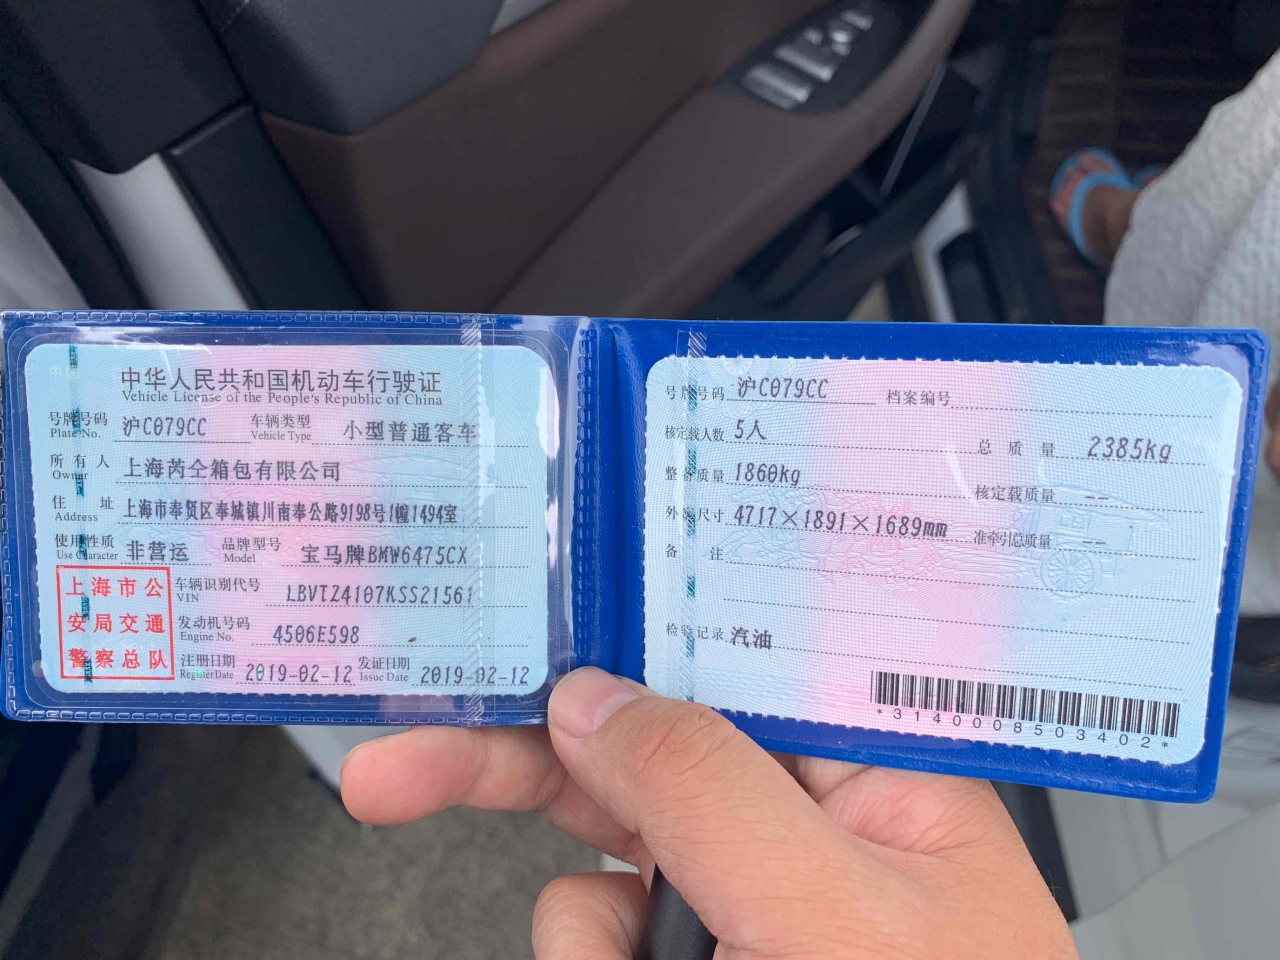 中华人民共和国机动车行驶证
Vehicle License of the People's Republic of China
号牌号码 沪C079CC 车辆类型 小型普通客车
Plate No. Vehicle Type
所有人 上海芮仝箱包有限公司
Owner
住址 上海市奉贤区奉城镇川南奉公路9198号1幢1494室
Address
使用性质 非营运 品牌型号 宝马牌BMW6475CX
Use Character Model
上海市公
安局交通
警察总队
车辆识别代号 LBVTZ4107KSS21561
VIN
发动机号码 4506E598
Engine No.
注册日期 2019-02-12 发证日期 2019-02-12
Register Date Issue Date
号牌号码 沪C079CC 档案编号
核定载人数 5人 总质量 2385kg
整备质量 1860kg 核定载质量 --
外廓尺寸 4717×1891×1689mm 准牵引总质量 --
备注
检验记录 汽油
*3140008503402*